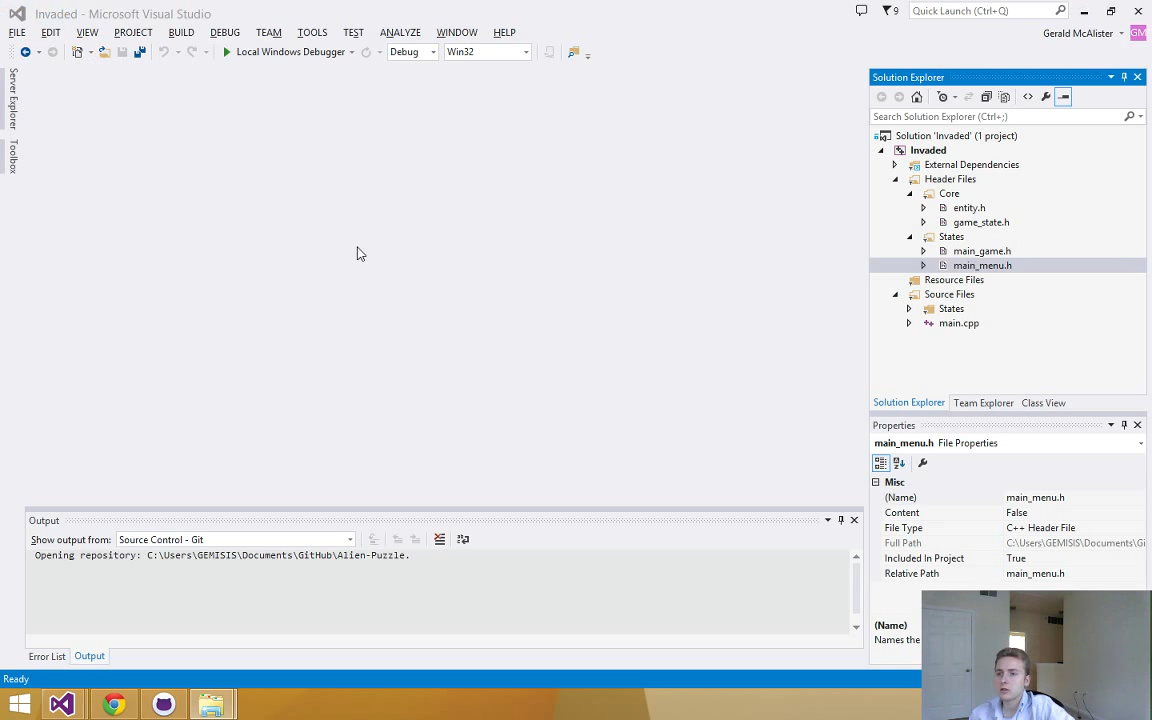 Invaded - Microsoft Visual Studio
9
Quick Launch (Ctrl+Q)
FILE EDIT VIEW PROJECT BUILD DEBUG TEAM TOOLS TEST ANALYZE WINDOW HELP
Gerald McAlister
GM
Local Windows Debugger
Debug
Win32
Server Explorer
Toolbox
Solution Explorer
Search Solution Explorer (Ctrl+;)
Solution 'Invaded' (1 project)
Invaded
External Dependencies
Header Files
Core
entity.h
game_state.h
States
main_game.h
main_menu.h
Resource Files
Source Files
States
main.cpp
Solution Explorer Team Explorer Class View
Properties
main_menu.h File Properties
Misc
(Name) main_menu.h
Content False
File Type C++ Header File
Full Path C:\Users\GEMISIS\Documents\Gi
Included In Project True
Relative Path main_menu.h
(Name)
Names the
Output
Show output from: Source Control - Git
Opening repository: C:\Users\GEMISIS\Documents\GitHub\Alien-Puzzle.
Error List Output
Ready